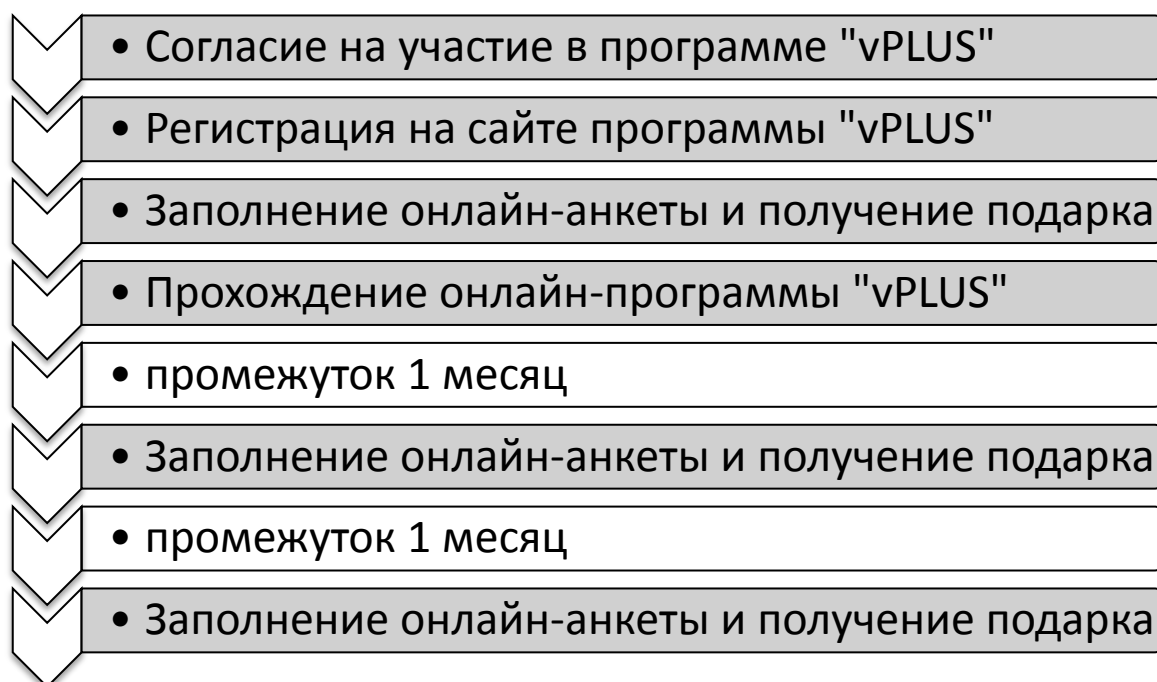 • Согласие на участие в программе "vPLUS"
• Регистрация на сайте программы "vPLUS"
• Заполнение онлайн-анкеты и получение подарка
• Прохождение онлайн-программы "vPLUS"
• промежуток 1 месяц
• Заполнение онлайн-анкеты и получение подарка
• промежуток 1 месяц
• Заполнение онлайн-анкеты и получение подарка